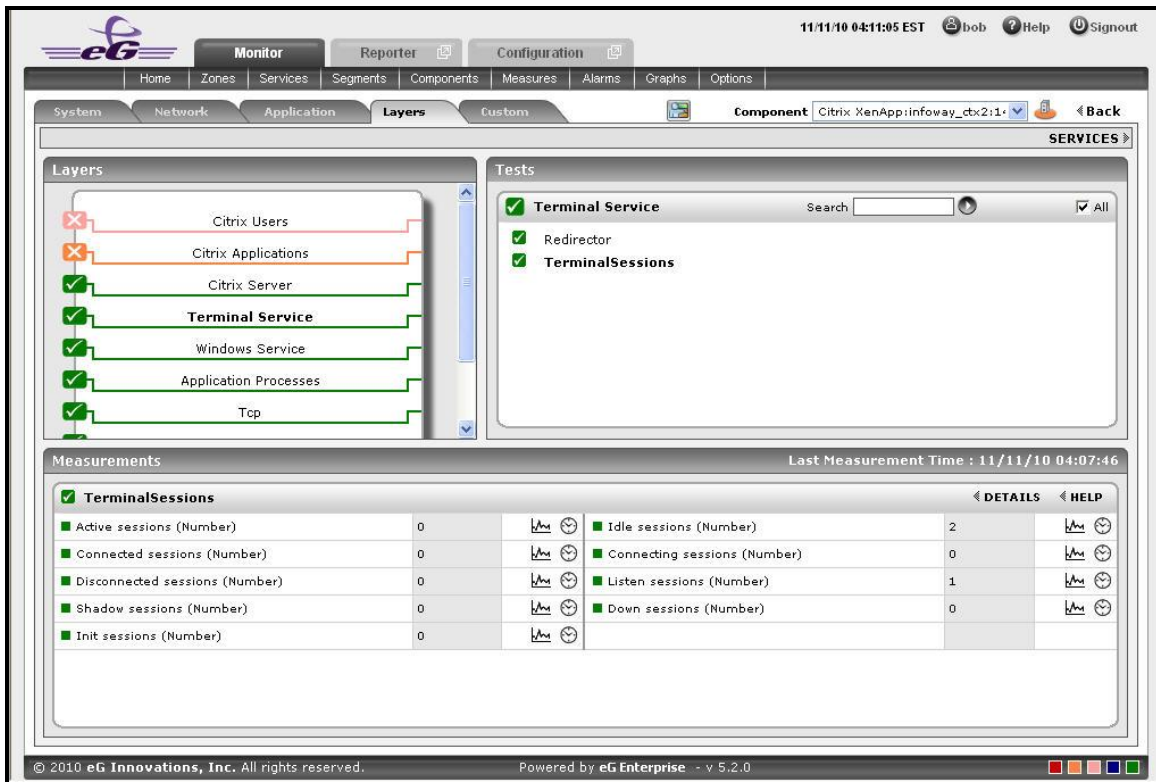 11/11/10 04:11:05 EST bob Help Signout
eG
Monitor Reporter Configuration
Home Zones Services Segments Components Measures Alarms Graphs Options
System Network Application Layers Custom Component Citrix XenApp:infoway_ctx2:14 Back
SERVICES
Layers
Citrix Users
Citrix Applications
Citrix Server
Terminal Service
Windows Service
Application Processes
Tcp
Tests
Terminal Service Search All
Redirector
TerminalSessions
Measurements Last Measurement Time : 11/11/10 04:07:46
TerminalSessions DETAILS HELP
Active sessions (Number) 0 Idle sessions (Number) 2
Connected sessions (Number) 0 Connecting sessions (Number) 0
Disconnected sessions (Number) 0 Listen sessions (Number) 1
Shadow sessions (Number) 0 Down sessions (Number) 0
Init sessions (Number) 0
© 2010 eG Innovations, Inc. All rights reserved. Powered by eG Enterprise - v 5.2.0